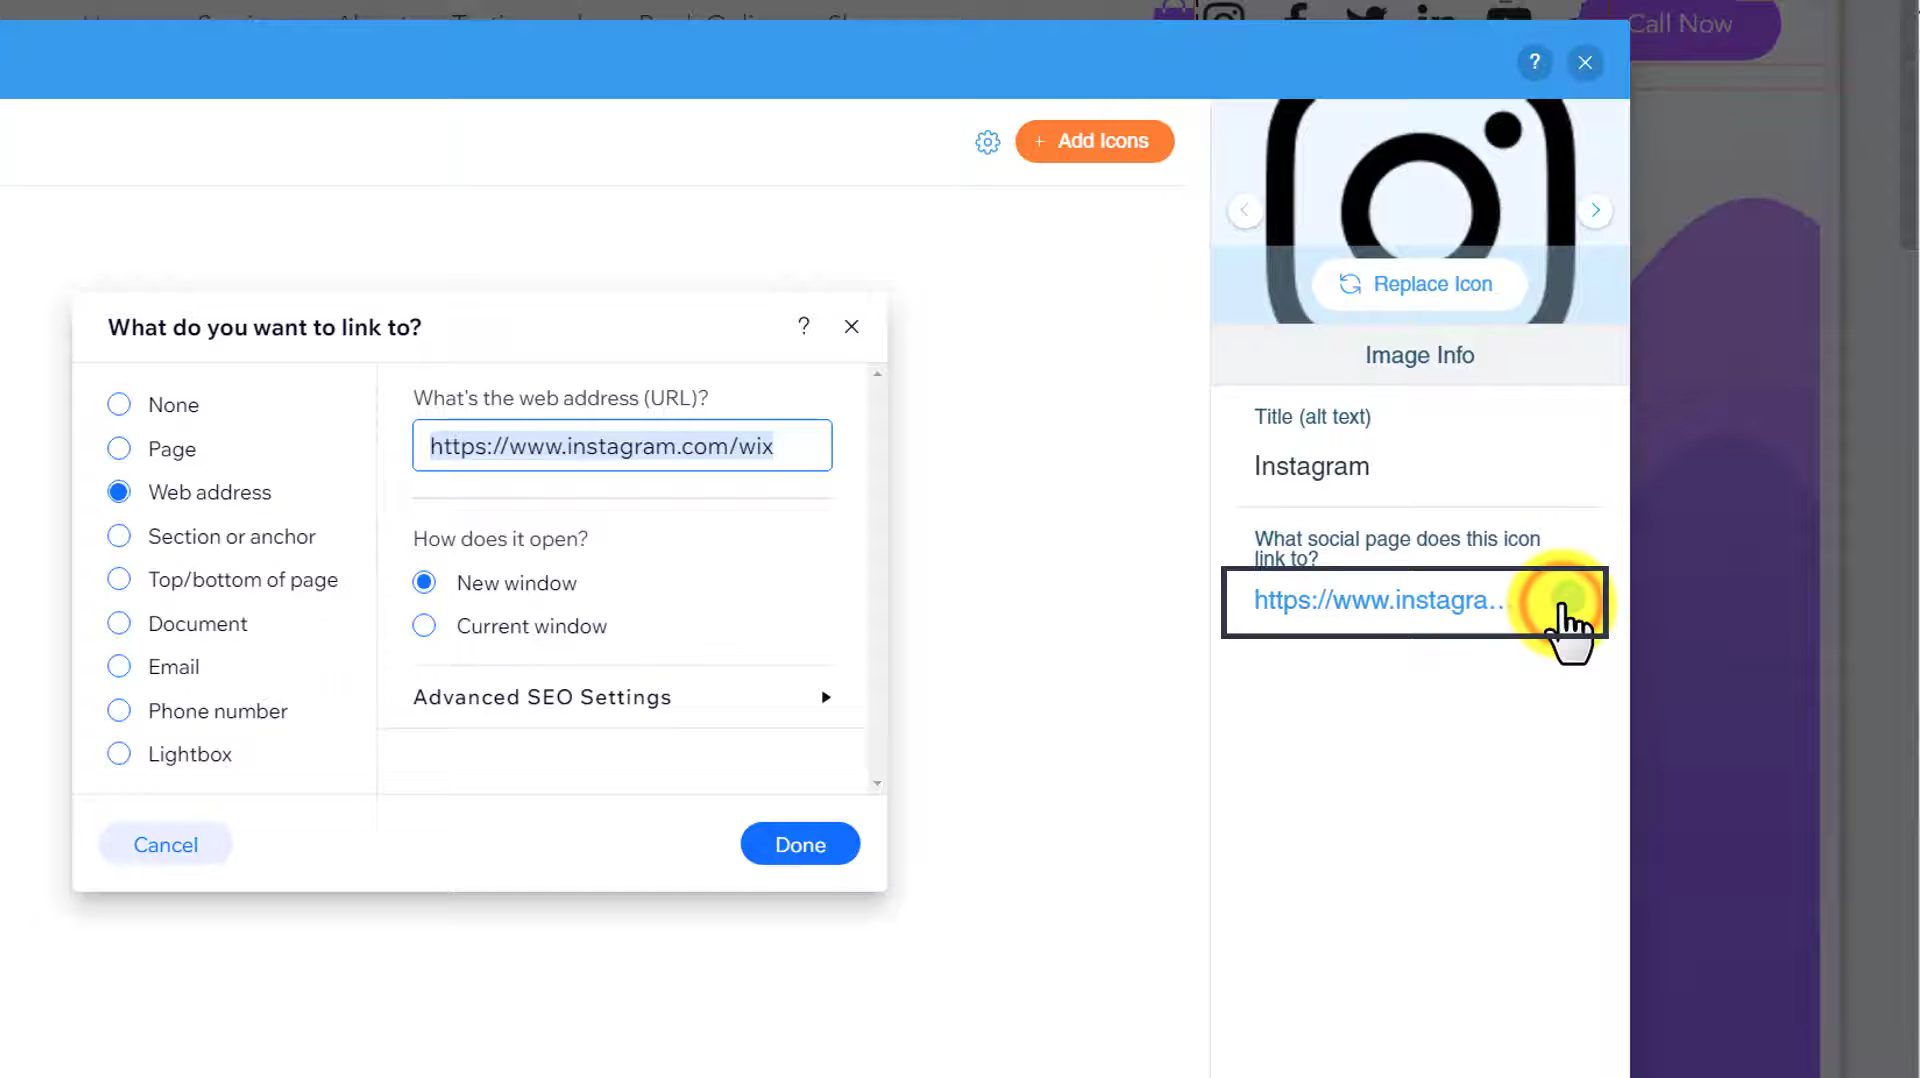 Call Now
?
+ Add Icons
Replace Icon
Image Info
Title (alt text)
Instagram
What social page does this icon
link to?
https://www.instagra...
What do you want to link to?
?
None
Page
Web address
Section or anchor
Top/bottom of page
Document
Email
Phone number
Lightbox
What's the web address (URL)?
https://www.instagram.com/wix
How does it open?
New window
Current window
Advanced SEO Settings
Cancel
Done